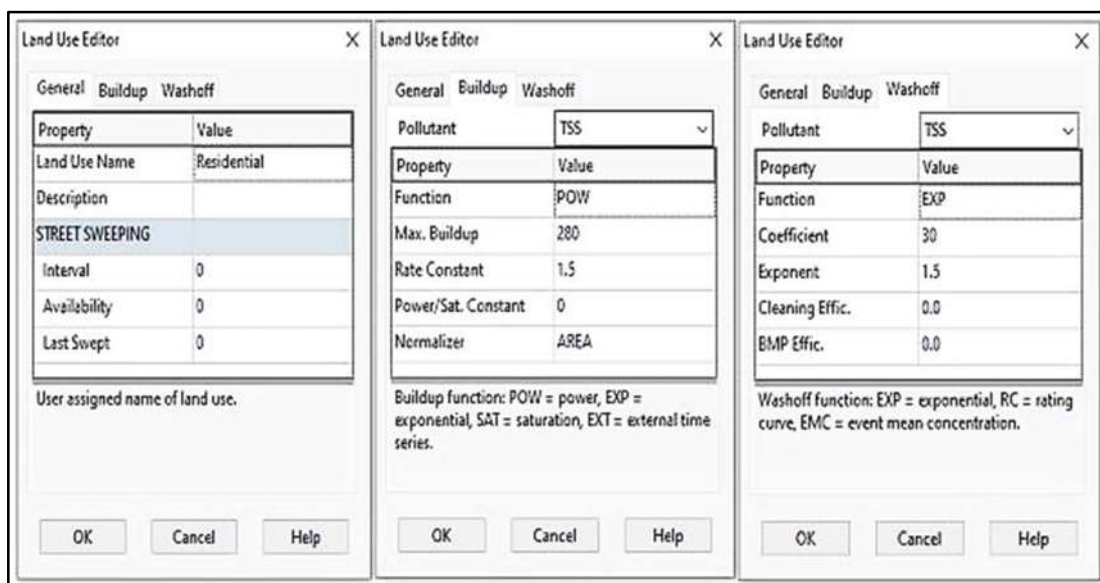 Land Use Editor X
General Buildup Washoff
Property Value
Land Use Name Residential
Description
STREET SWEEPING
Interval 0
Availability 0
Last Swept 0
User assigned name of land use.
OK Cancel Help
Land Use Editor X
General Buildup Washoff
Pollutant TSS
Property Value
Function POW
Max. Buildup 280
Rate Constant 1.5
Power/Sat. Constant 0
Normalizer AREA
Buildup function: POW = power, EXP =
exponential, SAT = saturation, EXT = external time
series.
OK Cancel Help
Land Use Editor X
General Buildup Washoff
Pollutant TSS
Property Value
Function EXP
Coefficient 30
Exponent 1.5
Cleaning Effic. 0.0
BMP Effic. 0.0
Washoff function: EXP = exponential, RC = rating
curve, EMC = event mean concentration.
OK Cancel Help